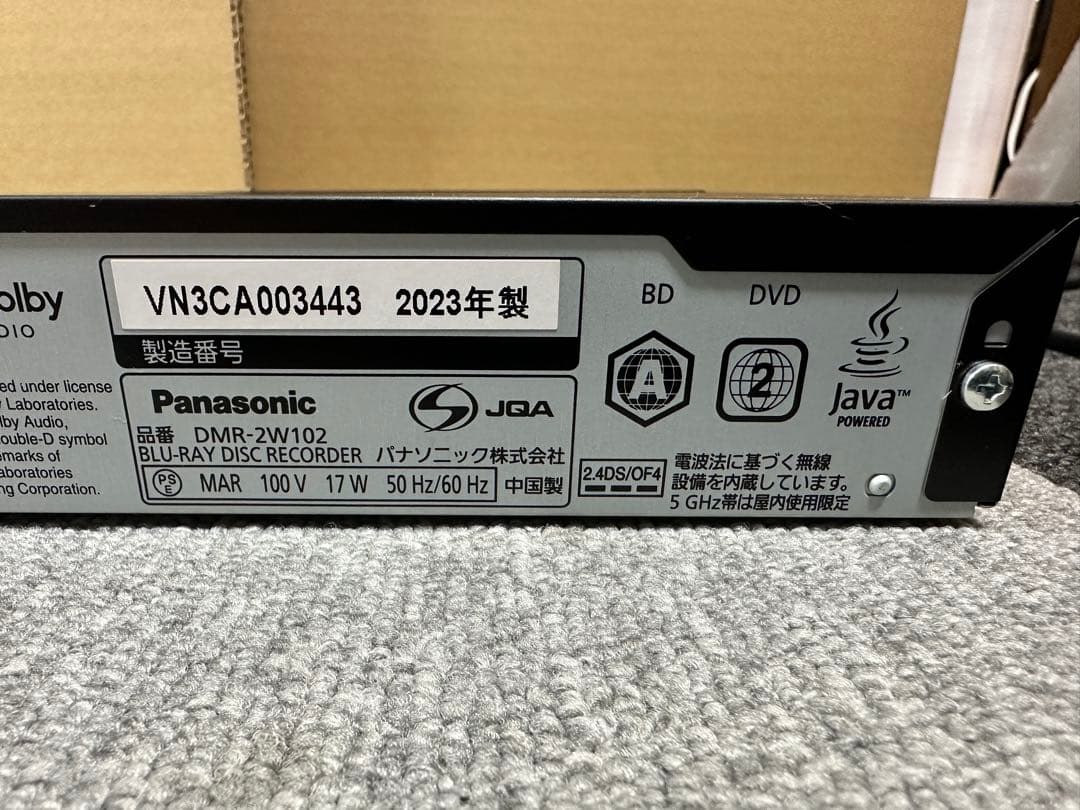 VN3CA003443 2023年製
製造番号
olby
DIO
ed under license
y Laboratories.
lby Audio,
ouble-D symbol
emarks of
aboratories
ng Corporation.
Panasonic
JQA
品番 DMR-2W102
BLU-RAY DISC RECORDER パナソニック株式会社
PSE MAR 100 V 17 W 50 Hz/60 Hz 中国製
BD
DVD
A
2
Java™
POWERED
2.4DS/OF4
電波法に基づく無線
設備を内蔵しています。
5 GHz帯は屋内使用限定